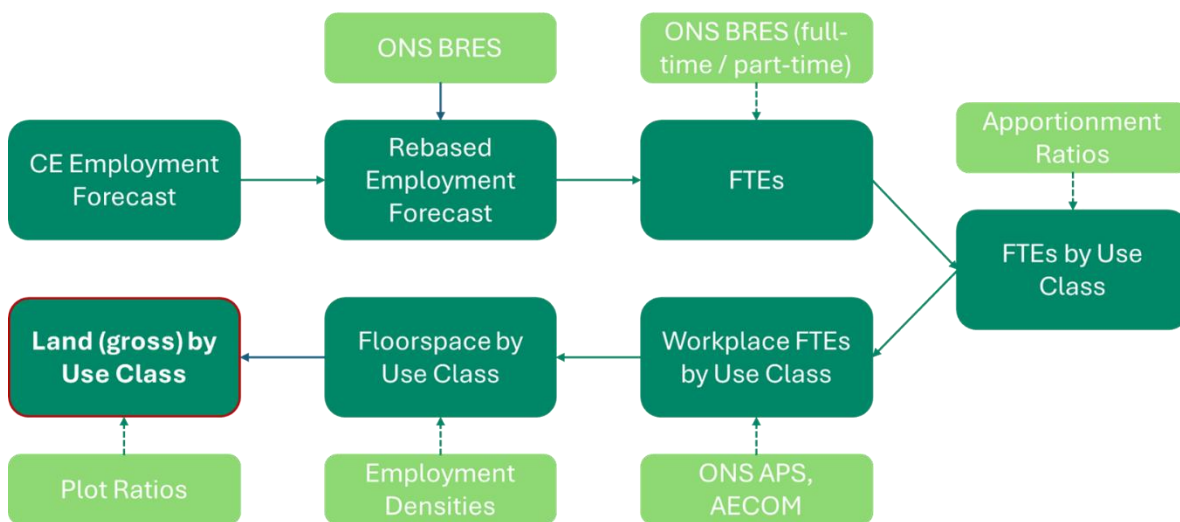 ONS BRES
ONS BRES (full-
time / part-time)
CE Employment
Forecast
Rebased
Employment
Forecast
FTEs
Apportionment
Ratios
FTEs by Use
Class
Land (gross) by
Use Class
Floorspace by
Use Class
Workplace FTEs
by Use Class
Plot Ratios
Employment
Densities
ONS APS,
AECOM